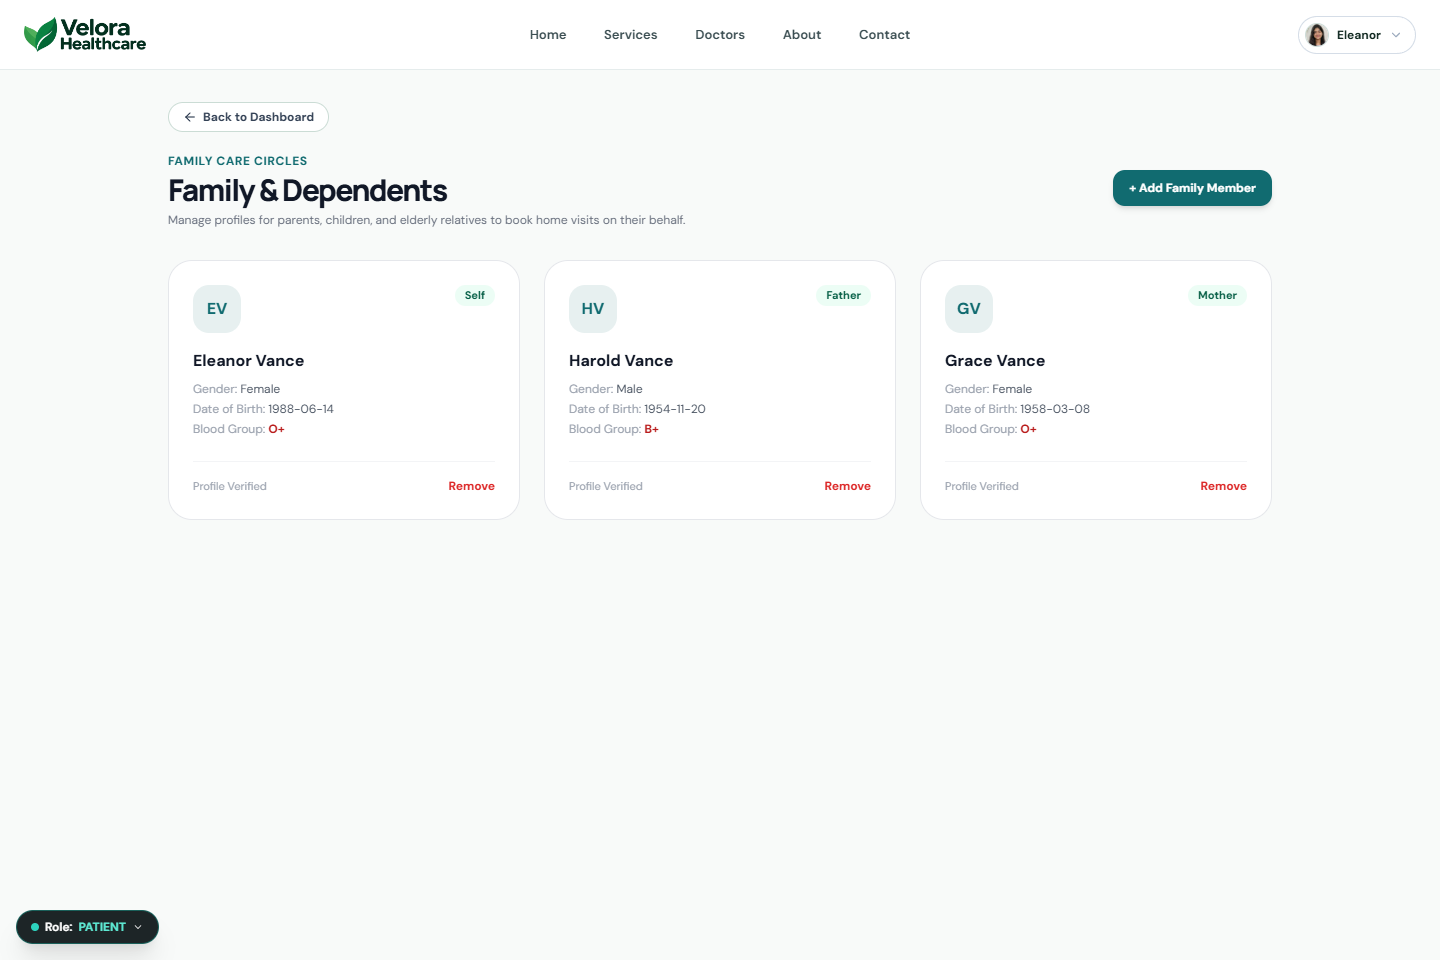 Velora
Healthcare
Home
Services
Doctors
About
Contact
Eleanor
Back to Dashboard
FAMILY CARE CIRCLES
Family & Dependents
Manage profiles for parents, children, and elderly relatives to book home visits on their behalf.
+ Add Family Member
EV
Self
Eleanor Vance
Gender: Female
Date of Birth: 1988-06-14
Blood Group: O+
Profile Verified
Remove
HV
Father
Harold Vance
Gender: Male
Date of Birth: 1954-11-20
Blood Group: B+
Profile Verified
Remove
GV
Mother
Grace Vance
Gender: Female
Date of Birth: 1958-03-08
Blood Group: O+
Profile Verified
Remove
Role: PATIENT